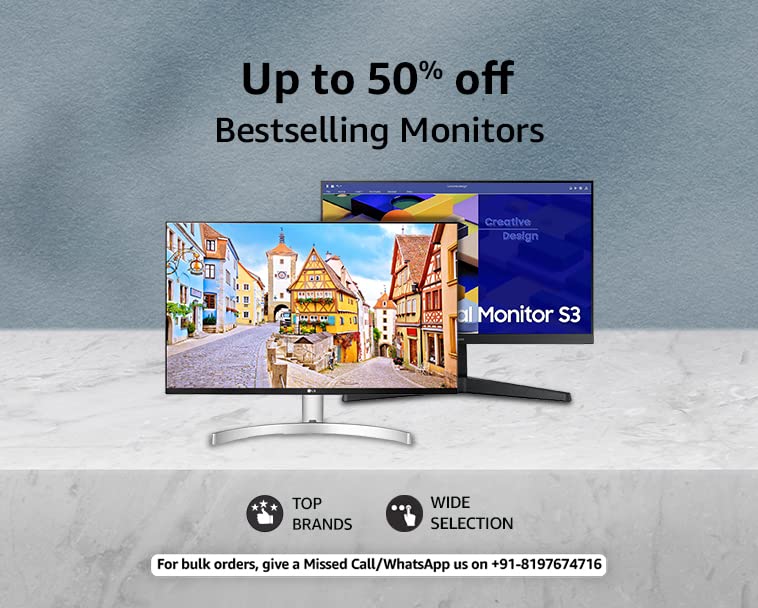 Up to 50% off
Bestselling Monitors
Creative
Design
al Monitor S3
LG
TOP
BRANDS
WIDE
SELECTION
For bulk orders, give a Missed Call/WhatsApp us on +91-8197674716